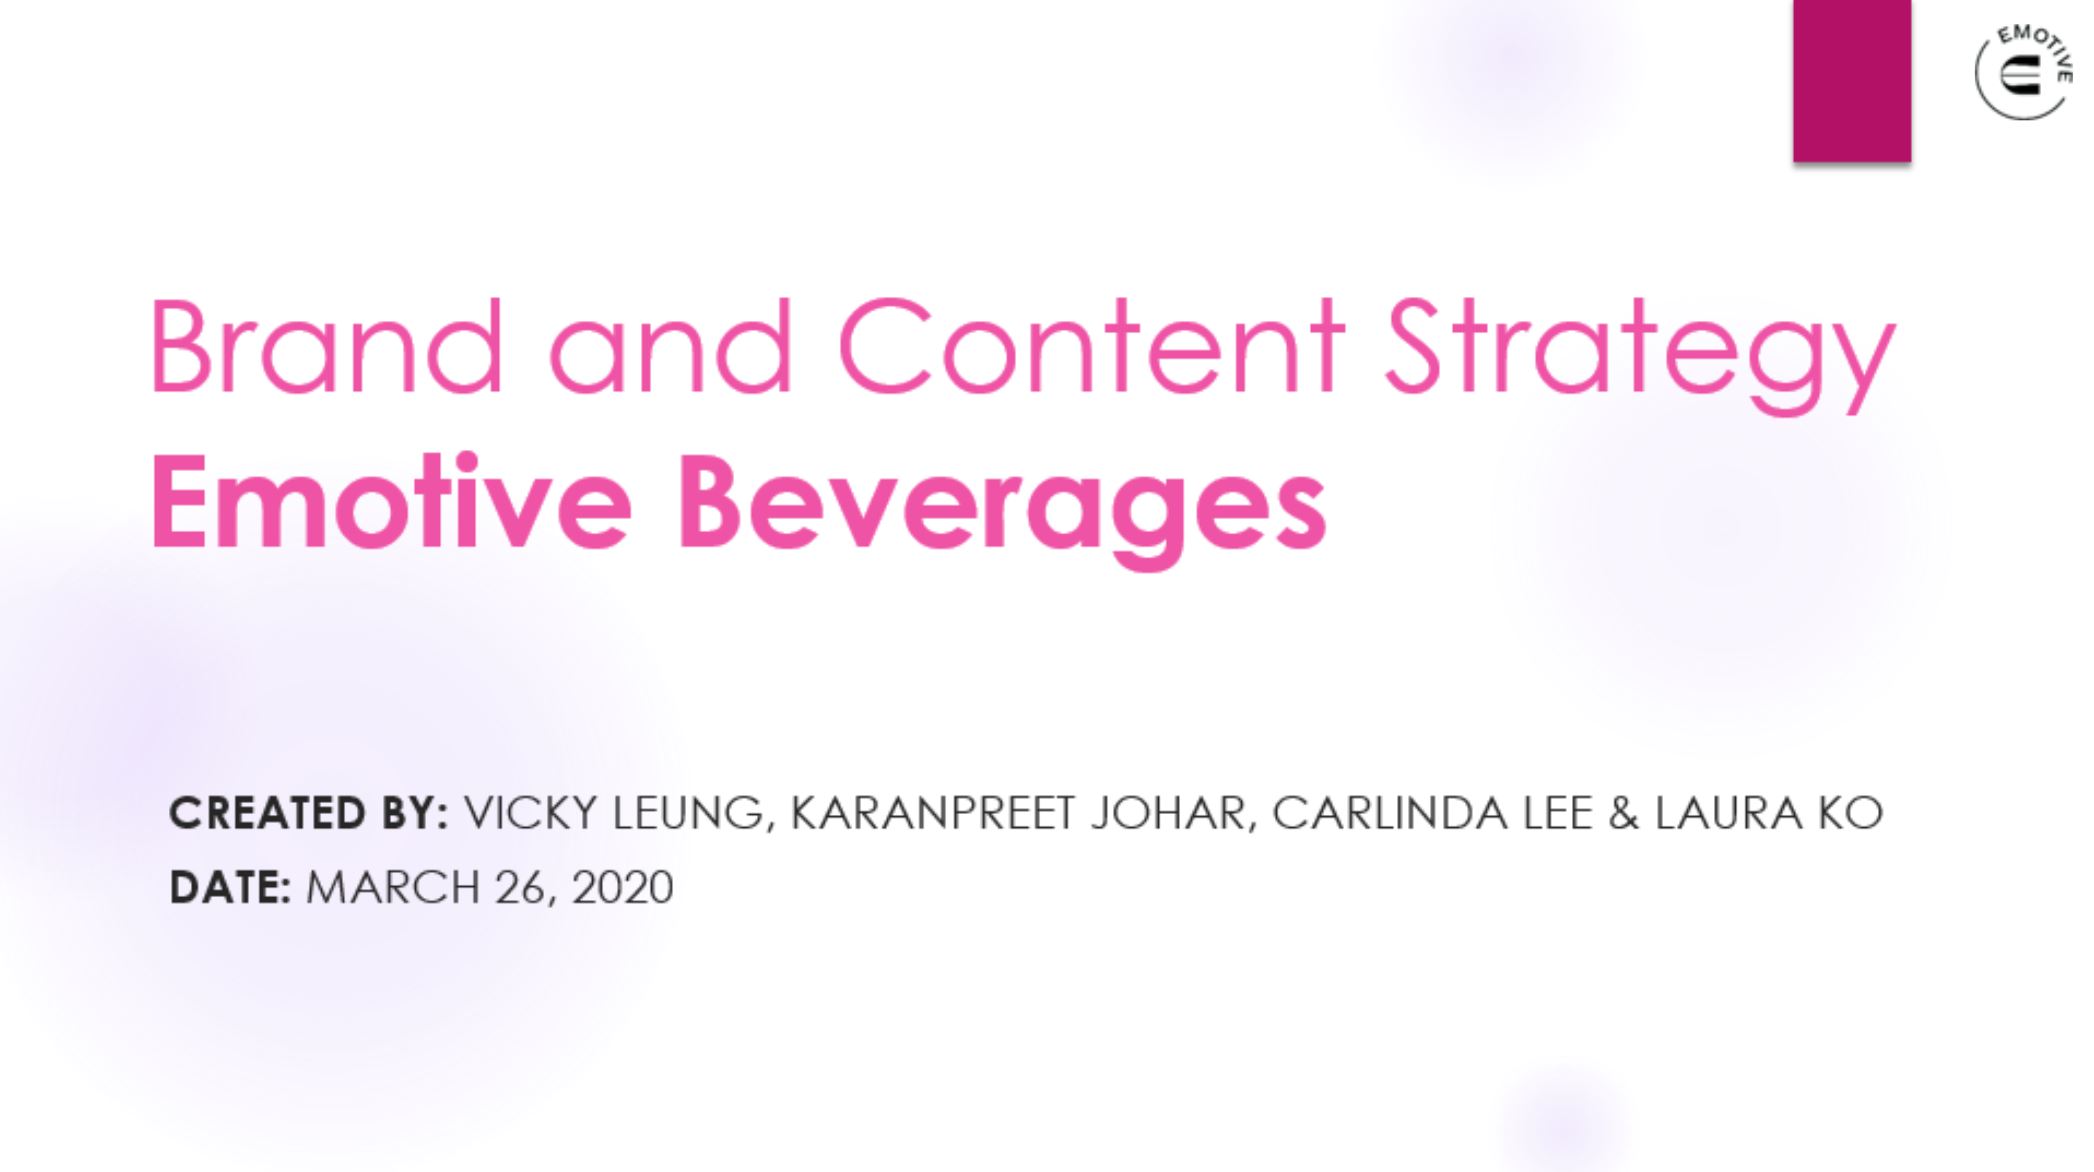 EMOTIVE
Brand and Content Strategy
Emotive Beverages
CREATED BY: VICKY LEUNG, KARANPREET JOHAR, CARLINDA LEE & LAURA KO
DATE: MARCH 26, 2020